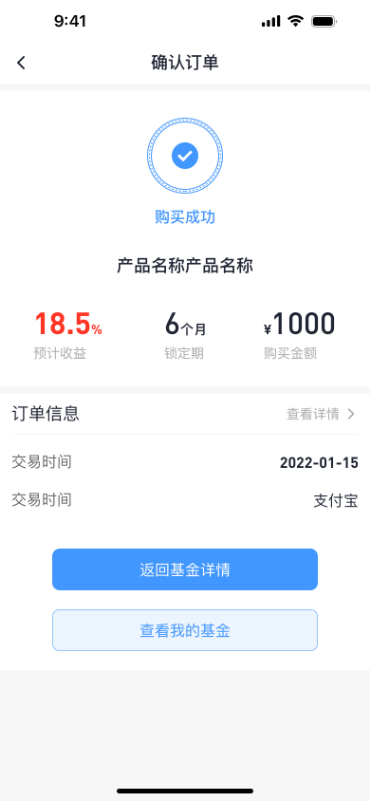 9:41
确认订单
购买成功
产品名称产品名称
18.5% 6个月 ¥1000
预计收益 锁定期 购买金额
订单信息 查看详情
交易时间 2022-01-15
交易时间 支付宝
返回基金详情
查看我的基金